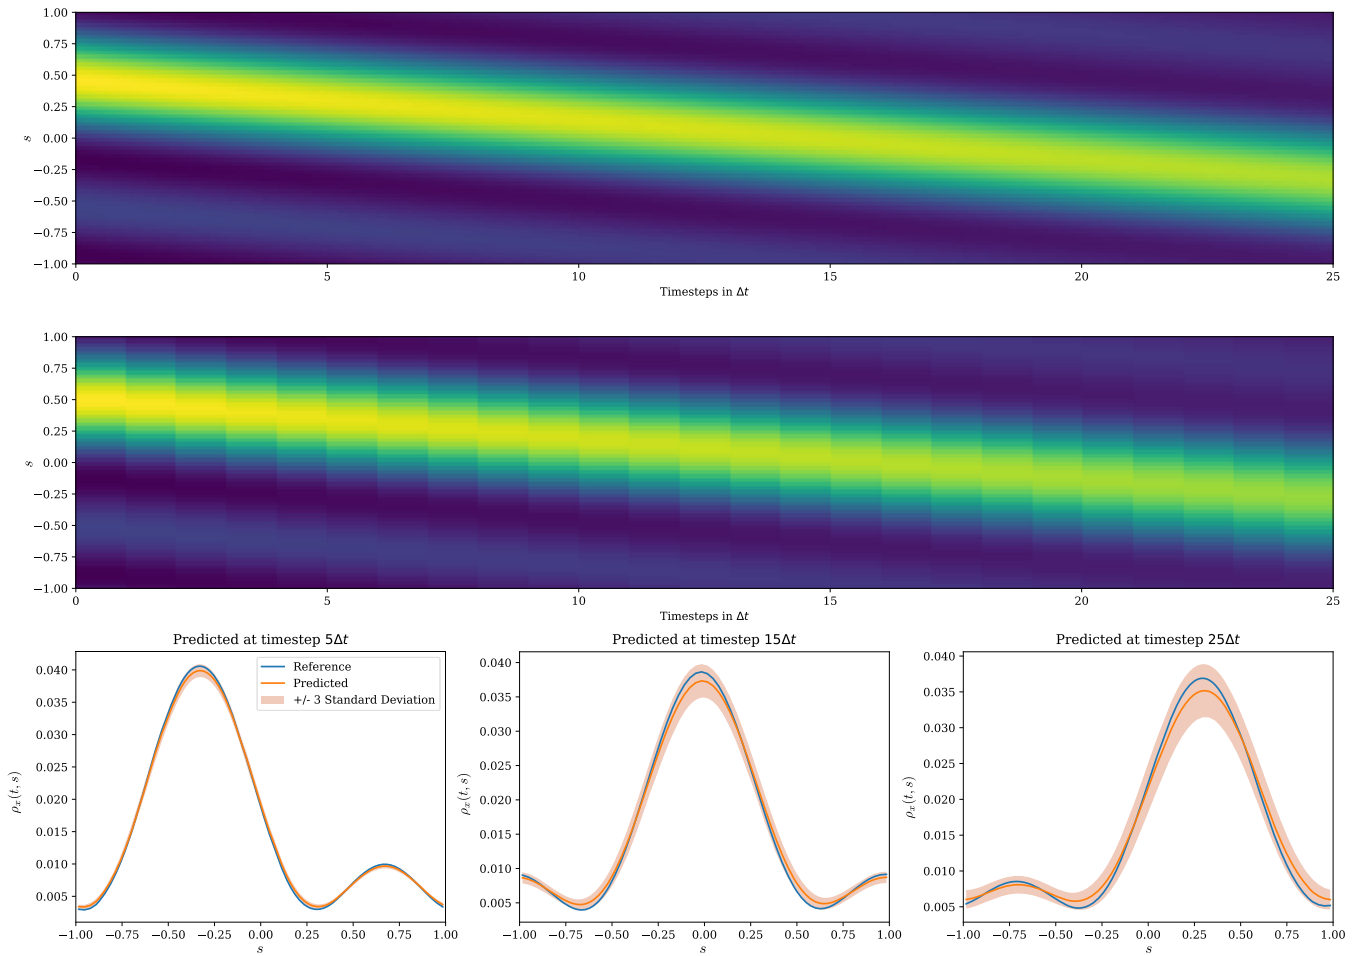 1.00
0.75
0.50
0.25
0.00
−0.25
−0.50
−0.75
−1.00
s
0 5 10 15 20 25
Timesteps in Δt
1.00
0.75
0.50
0.25
0.00
−0.25
−0.50
−0.75
−1.00
s
0 5 10 15 20 25
Timesteps in Δt
Predicted at timestep 5Δt
0.040
0.035
0.030
0.025
0.020
0.015
0.010
0.005
ρₓ(t, s)
Reference
Predicted
+/- 3 Standard Deviation
−1.00 −0.75 −0.50 −0.25 0.00 0.25 0.50 0.75 1.00
s
Predicted at timestep 15Δt
0.040
0.035
0.030
0.025
0.020
0.015
0.010
0.005
ρₓ(t, s)
−1.00 −0.75 −0.50 −0.25 0.00 0.25 0.50 0.75 1.00
s
Predicted at timestep 25Δt
0.040
0.035
0.030
0.025
0.020
0.015
0.010
0.005
ρₓ(t, s)
−1.00 −0.75 −0.50 −0.25 0.00 0.25 0.50 0.75 1.00
s